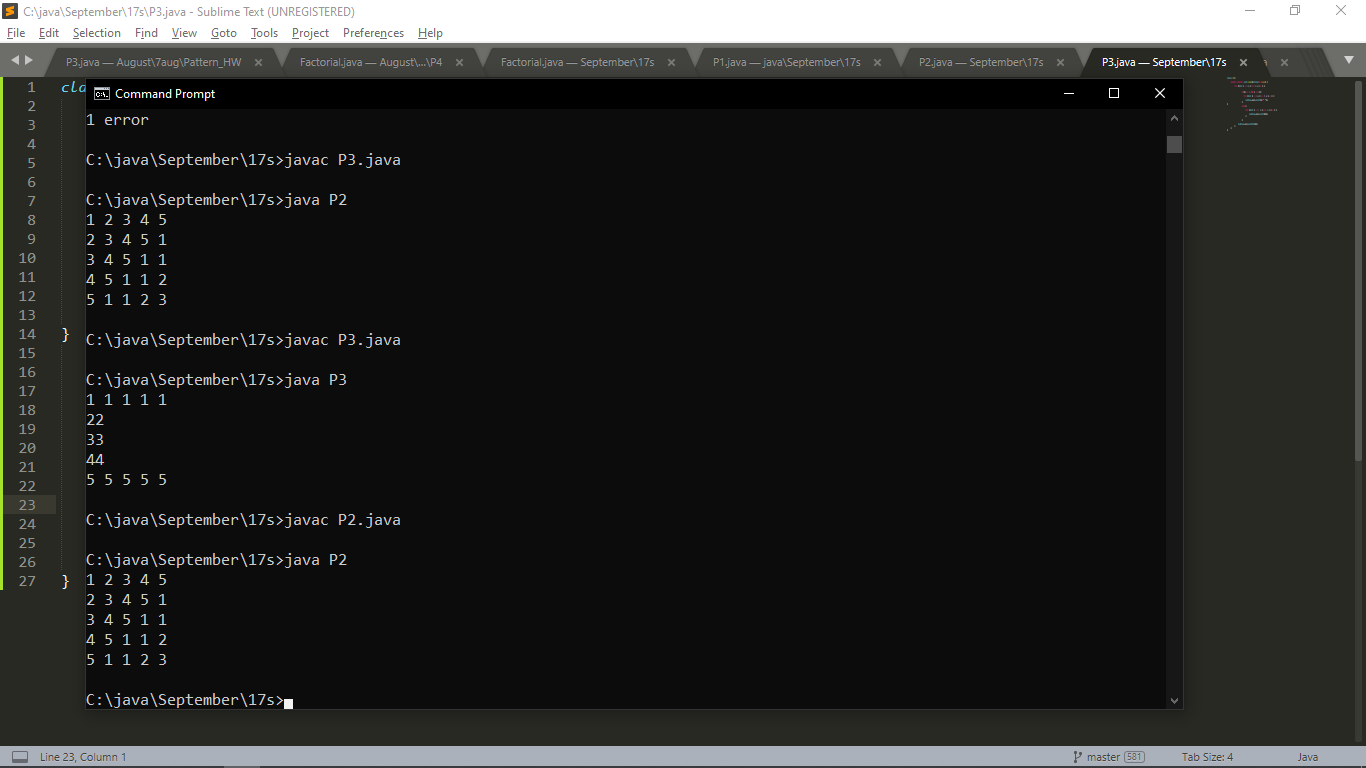 C:\java\September\17s\P3.java - Sublime Text (UNREGISTERED)
File Edit Selection Find View Goto Tools Project Preferences Help
P3.java — August\7aug\Pattern_HW Factorial.java — August\...\P4 Factorial.java — September\17s P1.java — java\September\17s P2.java — September\17s P3.java — September\17s
1 cla
2
3
4
5
6
7
8
9
10
11
12
13
14 }
15
16
17
18
19
20
21
22
23
24
25
26
27 }
Command Prompt
1 error
C:\java\September\17s>javac P3.java
C:\java\September\17s>java P2
1 2 3 4 5
2 3 4 5 1
3 4 5 1 1
4 5 1 1 2
5 1 1 2 3
C:\java\September\17s>javac P3.java
C:\java\September\17s>java P3
1 1 1 1 1
22
33
44
5 5 5 5 5
C:\java\September\17s>javac P2.java
C:\java\September\17s>java P2
1 2 3 4 5
2 3 4 5 1
3 4 5 1 1
4 5 1 1 2
5 1 1 2 3
C:\java\September\17s>
Line 23, Column 1 master 581 Tab Size: 4 Java